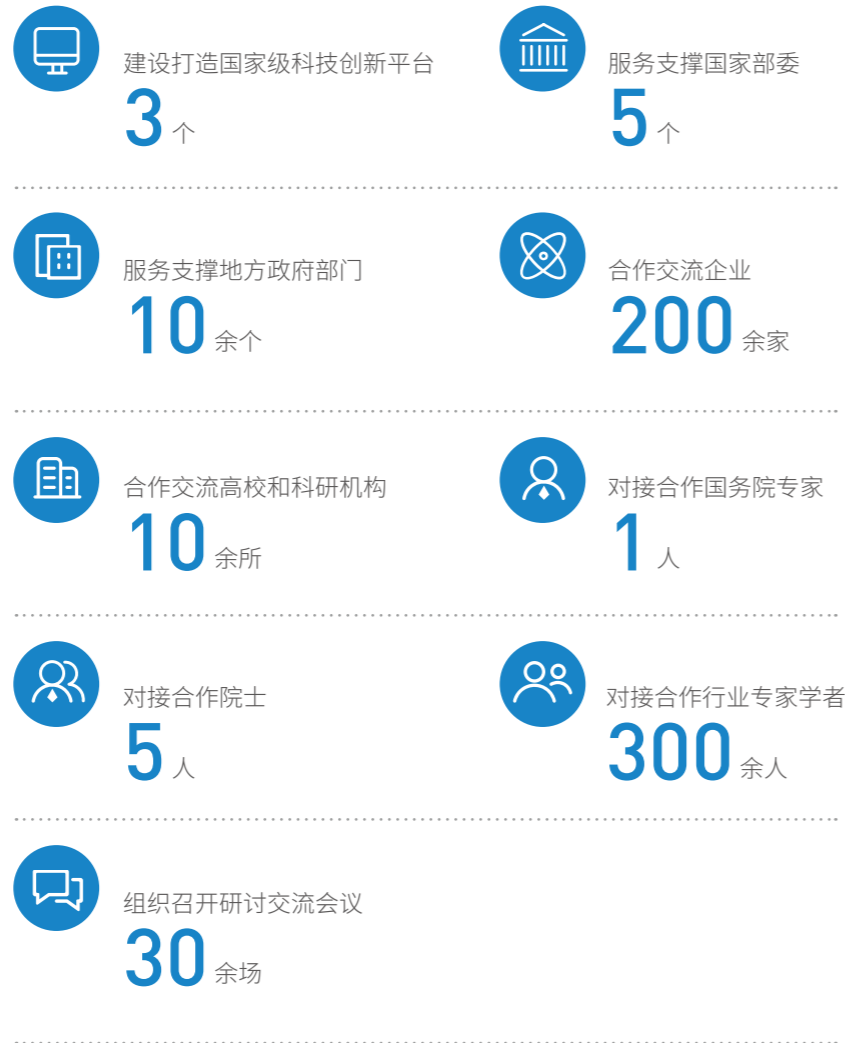 建设打造国家级科技创新平台
3 个
服务支撑国家部委
5 个
服务支撑地方政府部门
10 余个
合作交流企业
200 余家
合作交流高校和科研机构
10 余所
对接合作国务院专家
1 人
对接合作院士
5 人
对接合作行业专家学者
300 余人
组织召开研讨交流会议
30 余场